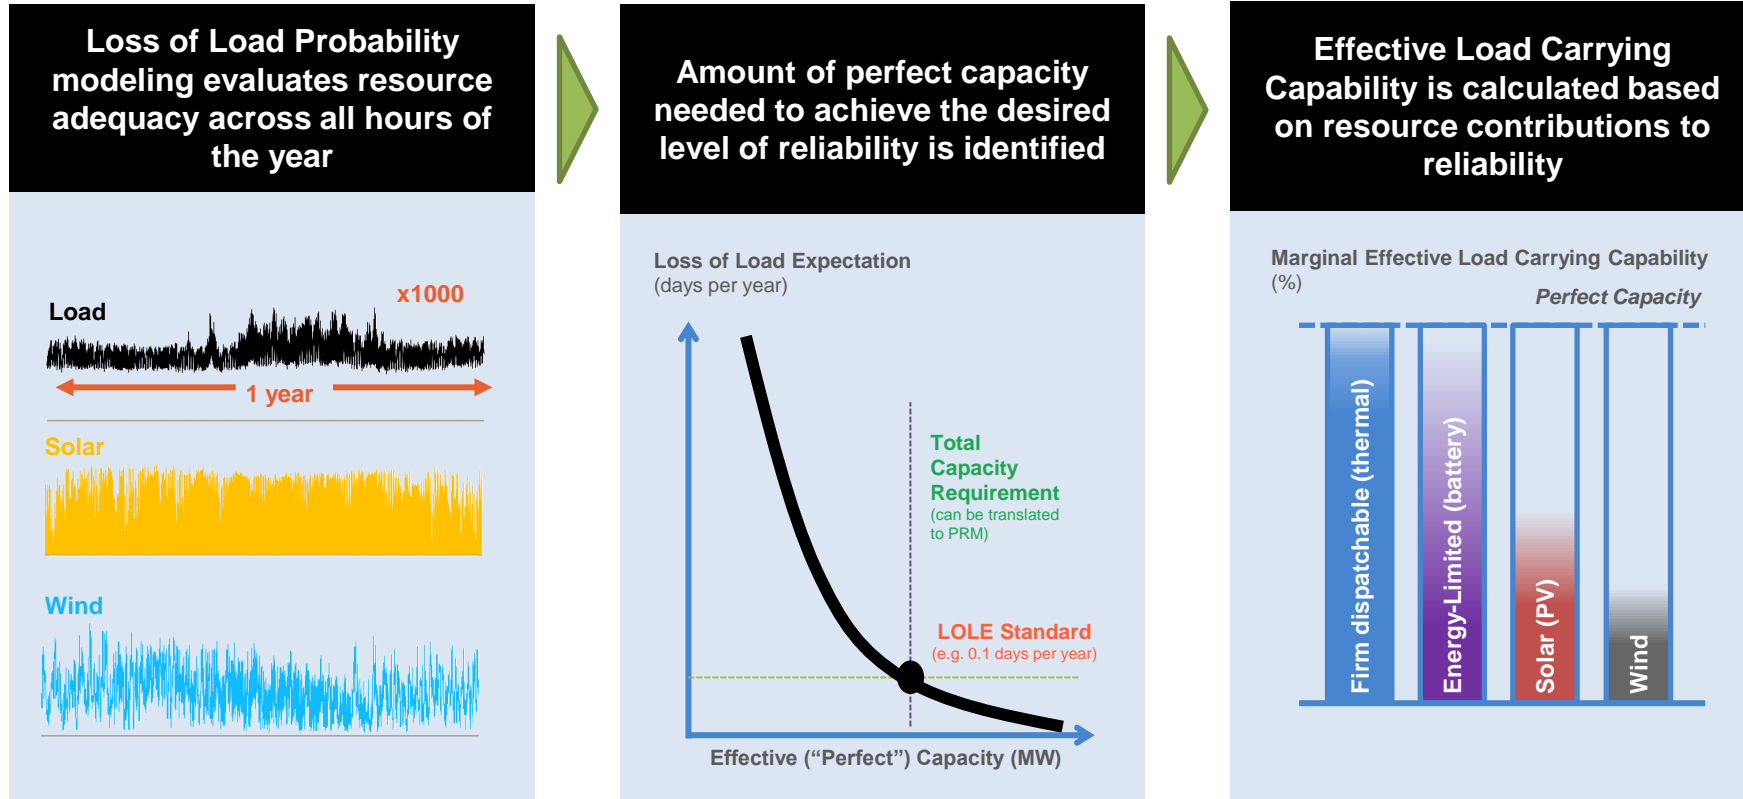 Loss of Load Probability
modeling evaluates resource
adequacy across all hours of
the year
Load
x1000
1 year
Solar
Wind
Amount of perfect capacity
needed to achieve the desired
level of reliability is identified
Loss of Load Expectation
(days per year)
Total
Capacity
Requirement
(can be translated
to PRM)
LOLE Standard
(e.g. 0.1 days per year)
Effective (“Perfect”) Capacity (MW)
Effective Load Carrying
Capability is calculated based
on resource contributions to
reliability
Marginal Effective Load Carrying Capability
(%)
Perfect Capacity
Firm dispatchable (thermal)
Energy-Limited (battery)
Solar (PV)
Wind